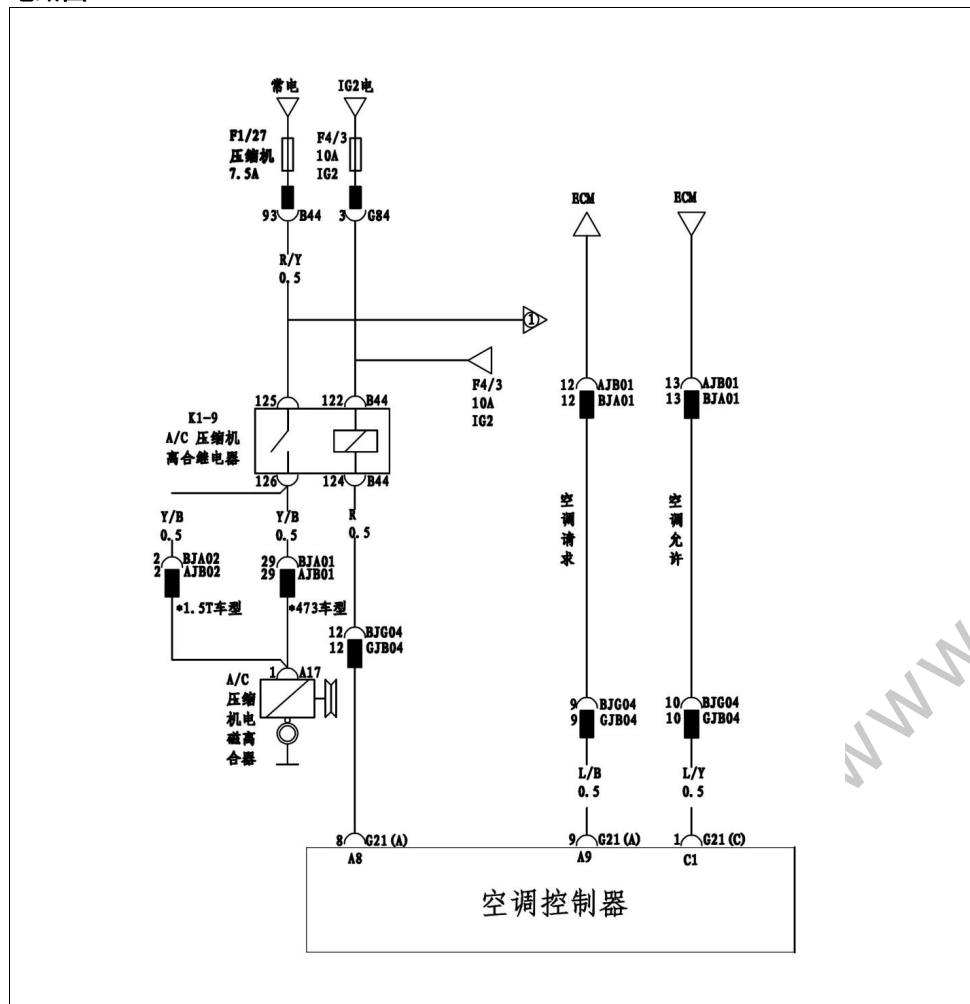 常电
IG2电
F1/27
压缩机
7.5A
F4/3
10A
IG2
93 B44
3 G84
R/Y
0.5
ECM
ECM
1
F4/3
10A
IG2
12 AJB01
12 BJA01
13 AJB01
13 BJA01
125
122 B44
K1-9
A/C 压缩机
离合继电器
126
124 B44
Y/B
0.5
Y/B
0.5
R
0.5
空调请求
空调允许
2 BJA02
2 AJB02
*1.5T车型
29 BJA01
29 AJB01
*473车型
12 BJG04
12 GJB04
1 A17
A/C
压缩
机电
磁离
合器
9 BJG04
9 GJB04
10 BJG04
10 GJB04
L/B
0.5
L/Y
0.5
8 G21(A)
A8
9 G21(A)
A9
1 G21(C)
C1
空调控制器
www